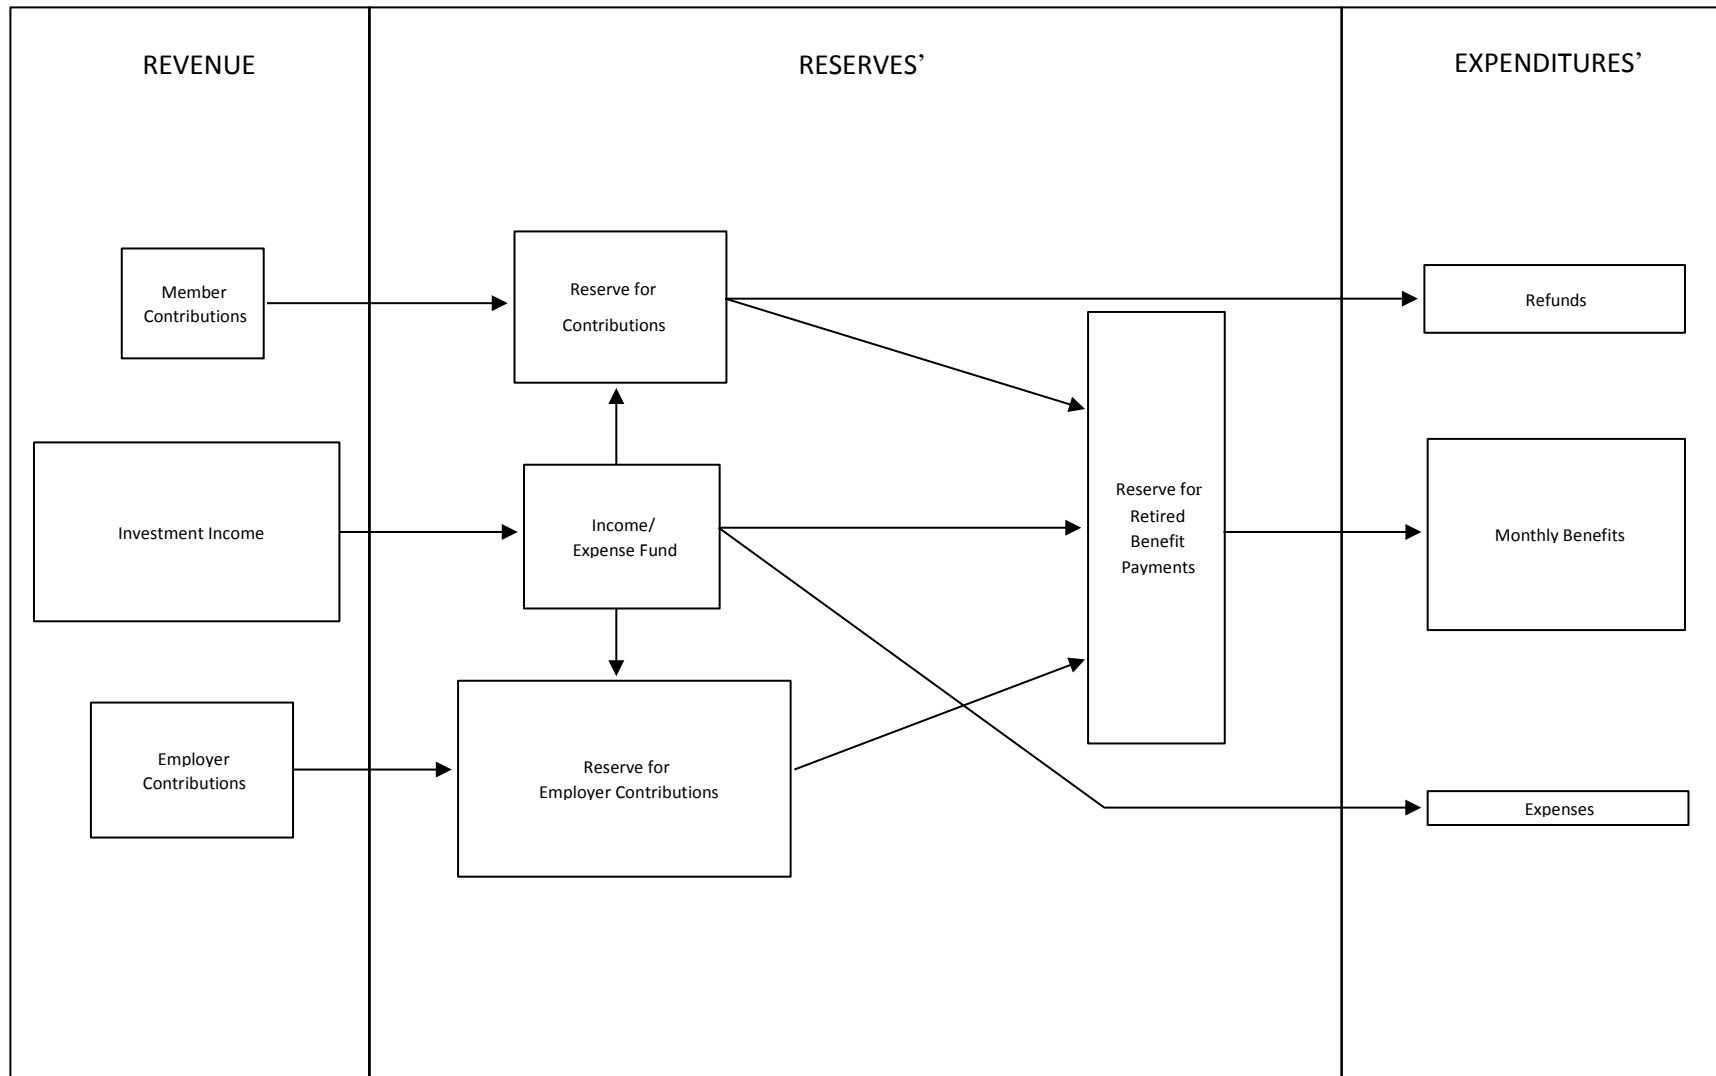 REVENUE
RESERVES’
EXPENDITURES’
Member
Contributions
Reserve for
Contributions
Refunds
Investment Income
Income/
Expense Fund
Reserve for
Retired
Benefit
Payments
Monthly Benefits
Employer
Contributions
Reserve for
Employer Contributions
Expenses